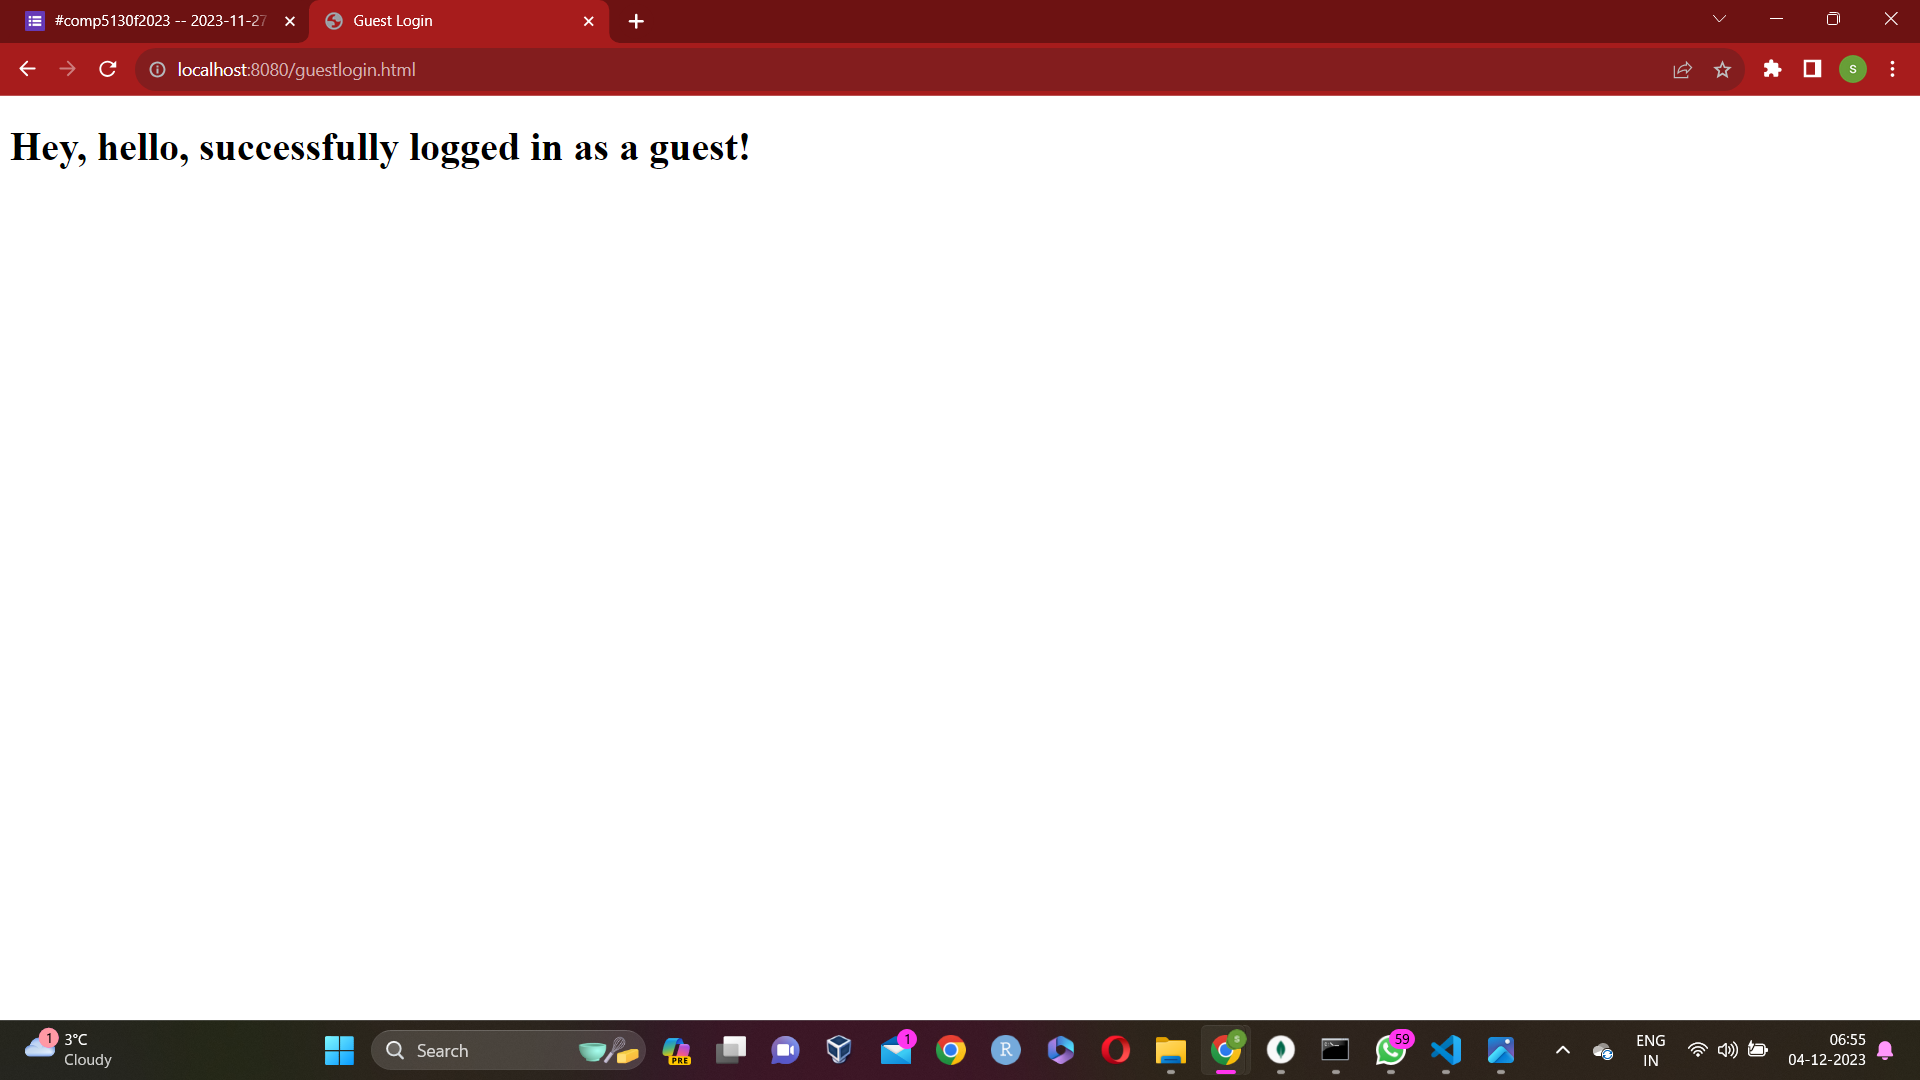 #comp5130f2023 -- 2023-11-27
Guest Login
localhost:8080/guestlogin.html
S
Hey, hello, successfully logged in as a guest!
1
3°C
Cloudy
Search
PRE
1
R
S
59
ENG
IN
06:55
04-12-2023